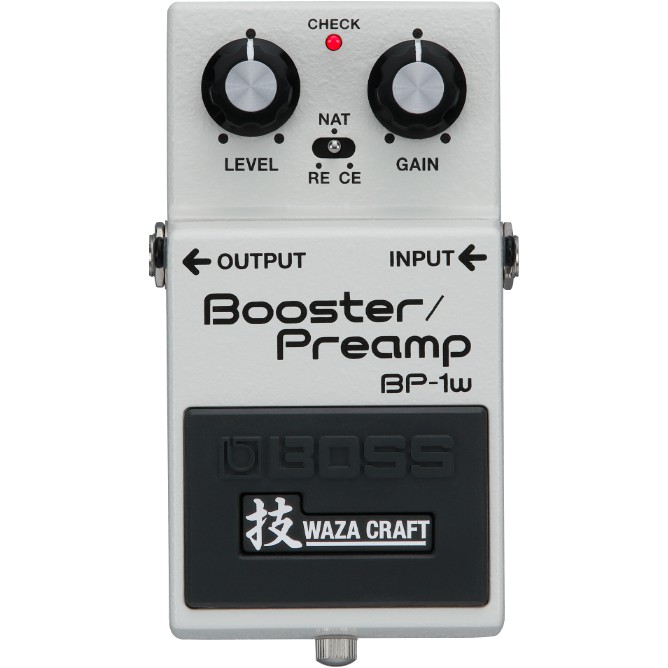 CHECK
NAT
LEVEL
GAIN
RE CE
OUTPUT
INPUT
Booster/
Preamp
BP-1w
BOSS
技 WAZA CRAFT